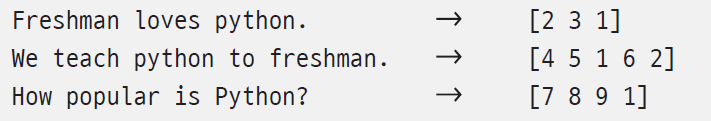 Freshman loves python. → [2 3 1]
We teach python to freshman. → [4 5 1 6 2]
How popular is Python? → [7 8 9 1]